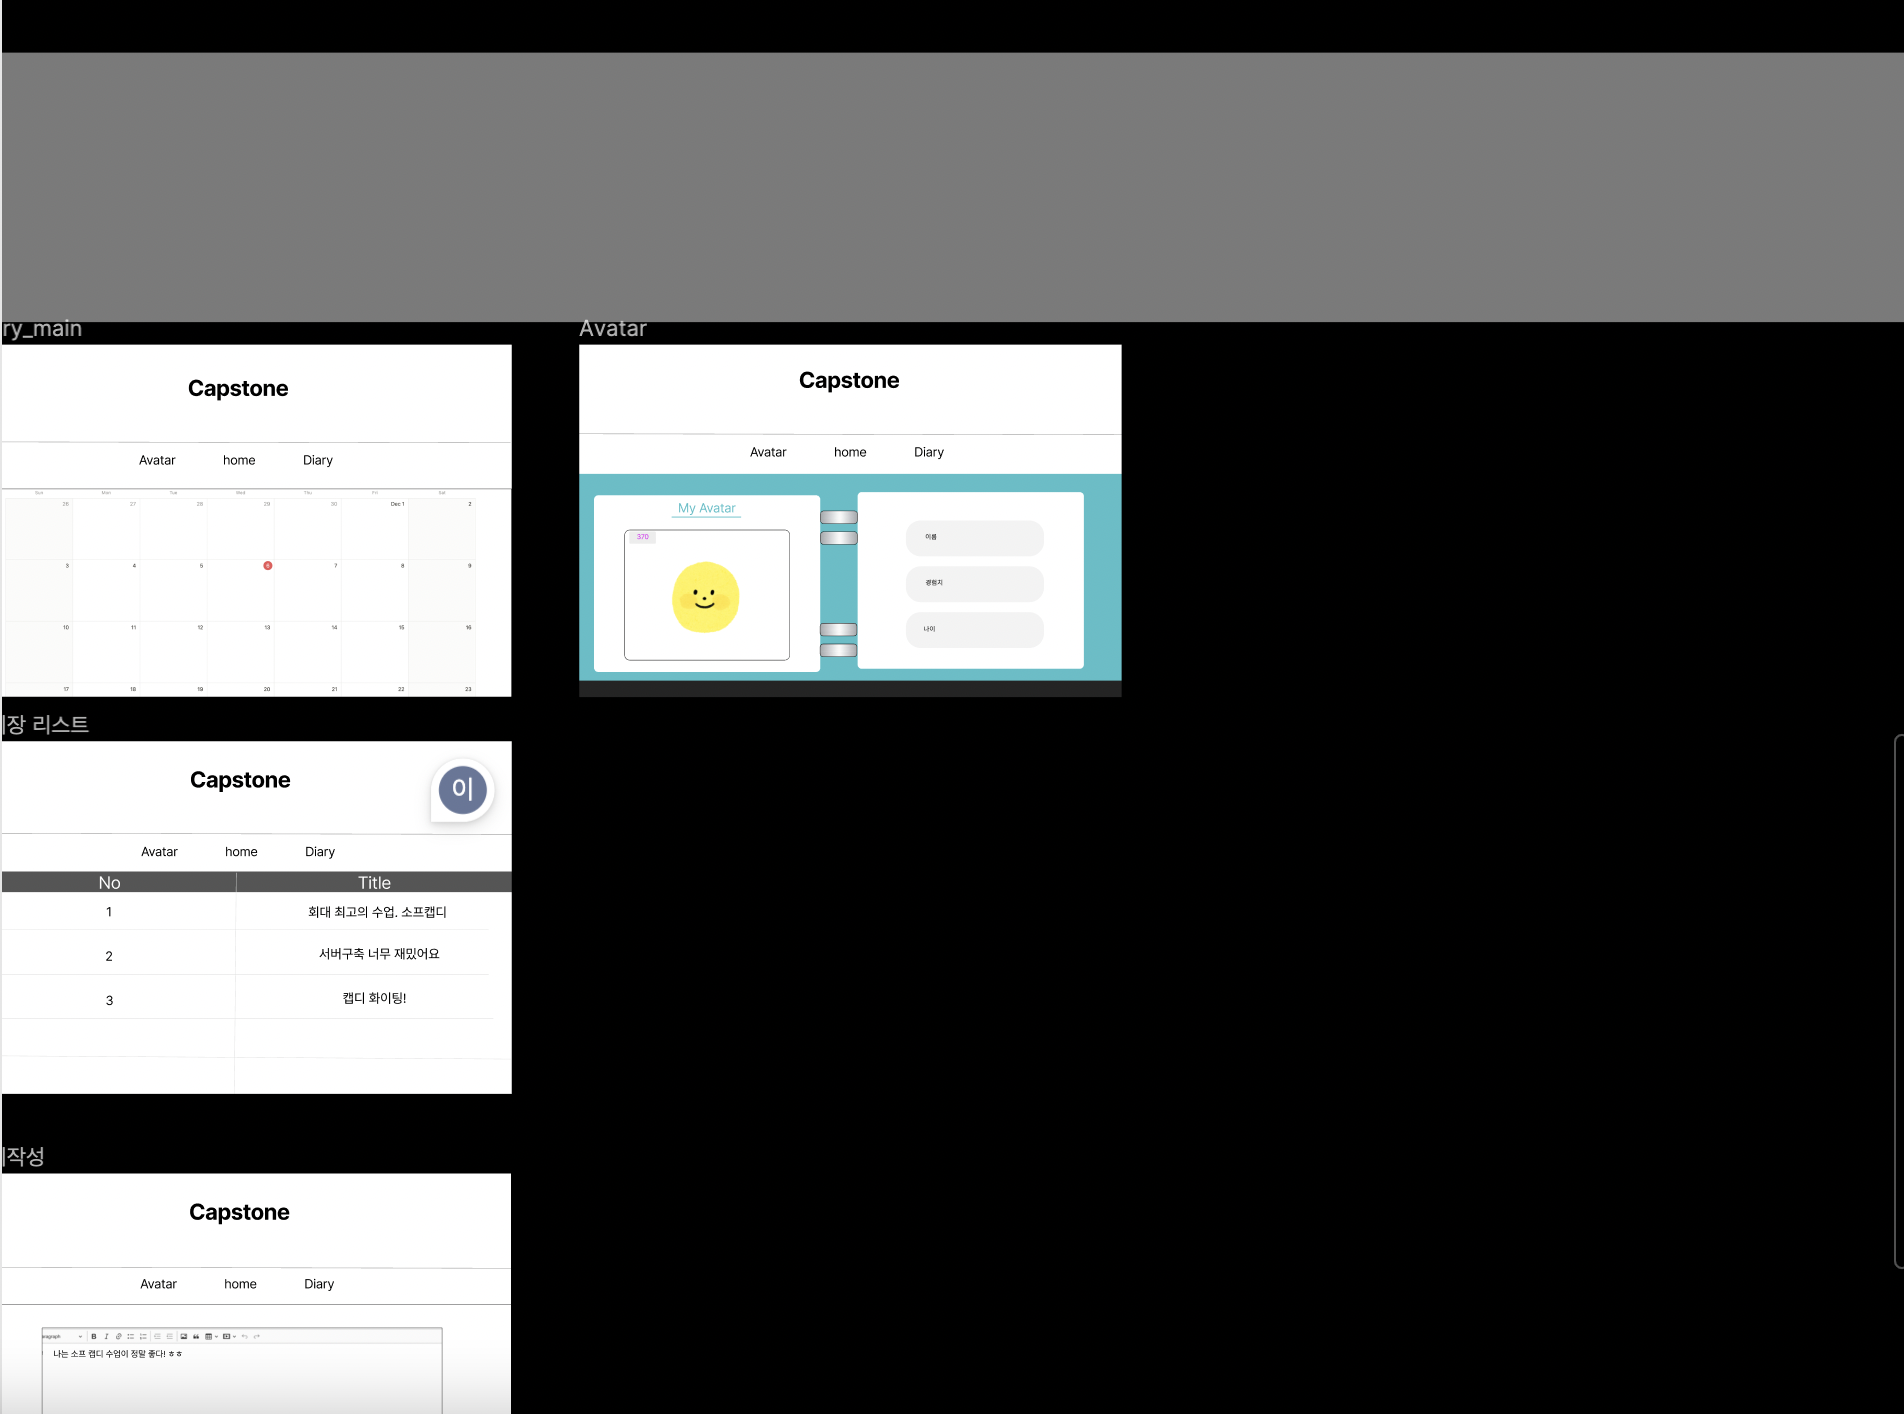 ry_main
Capstone
Avatar home Diary
Sun Mon Tue Wed Thu Fri Sat
26 27 28 29 30 Dec 1 2
3 4 5 6 7 8 9
10 11 12 13 14 15 16
17 18 19 20 21 22 23
Avatar
Capstone
Avatar home Diary
My Avatar
370
이름
경험치
나이
장 리스트
Capstone
이
Avatar home Diary
No Title
1 회대 최고의 수업. 소프캡디
2 서버구축 너무 재밌어요
3 캡디 화이팅!
작성
Capstone
Avatar home Diary
aragraph
나는 소프 캡디 수업이 정말 좋다! ㅎㅎ